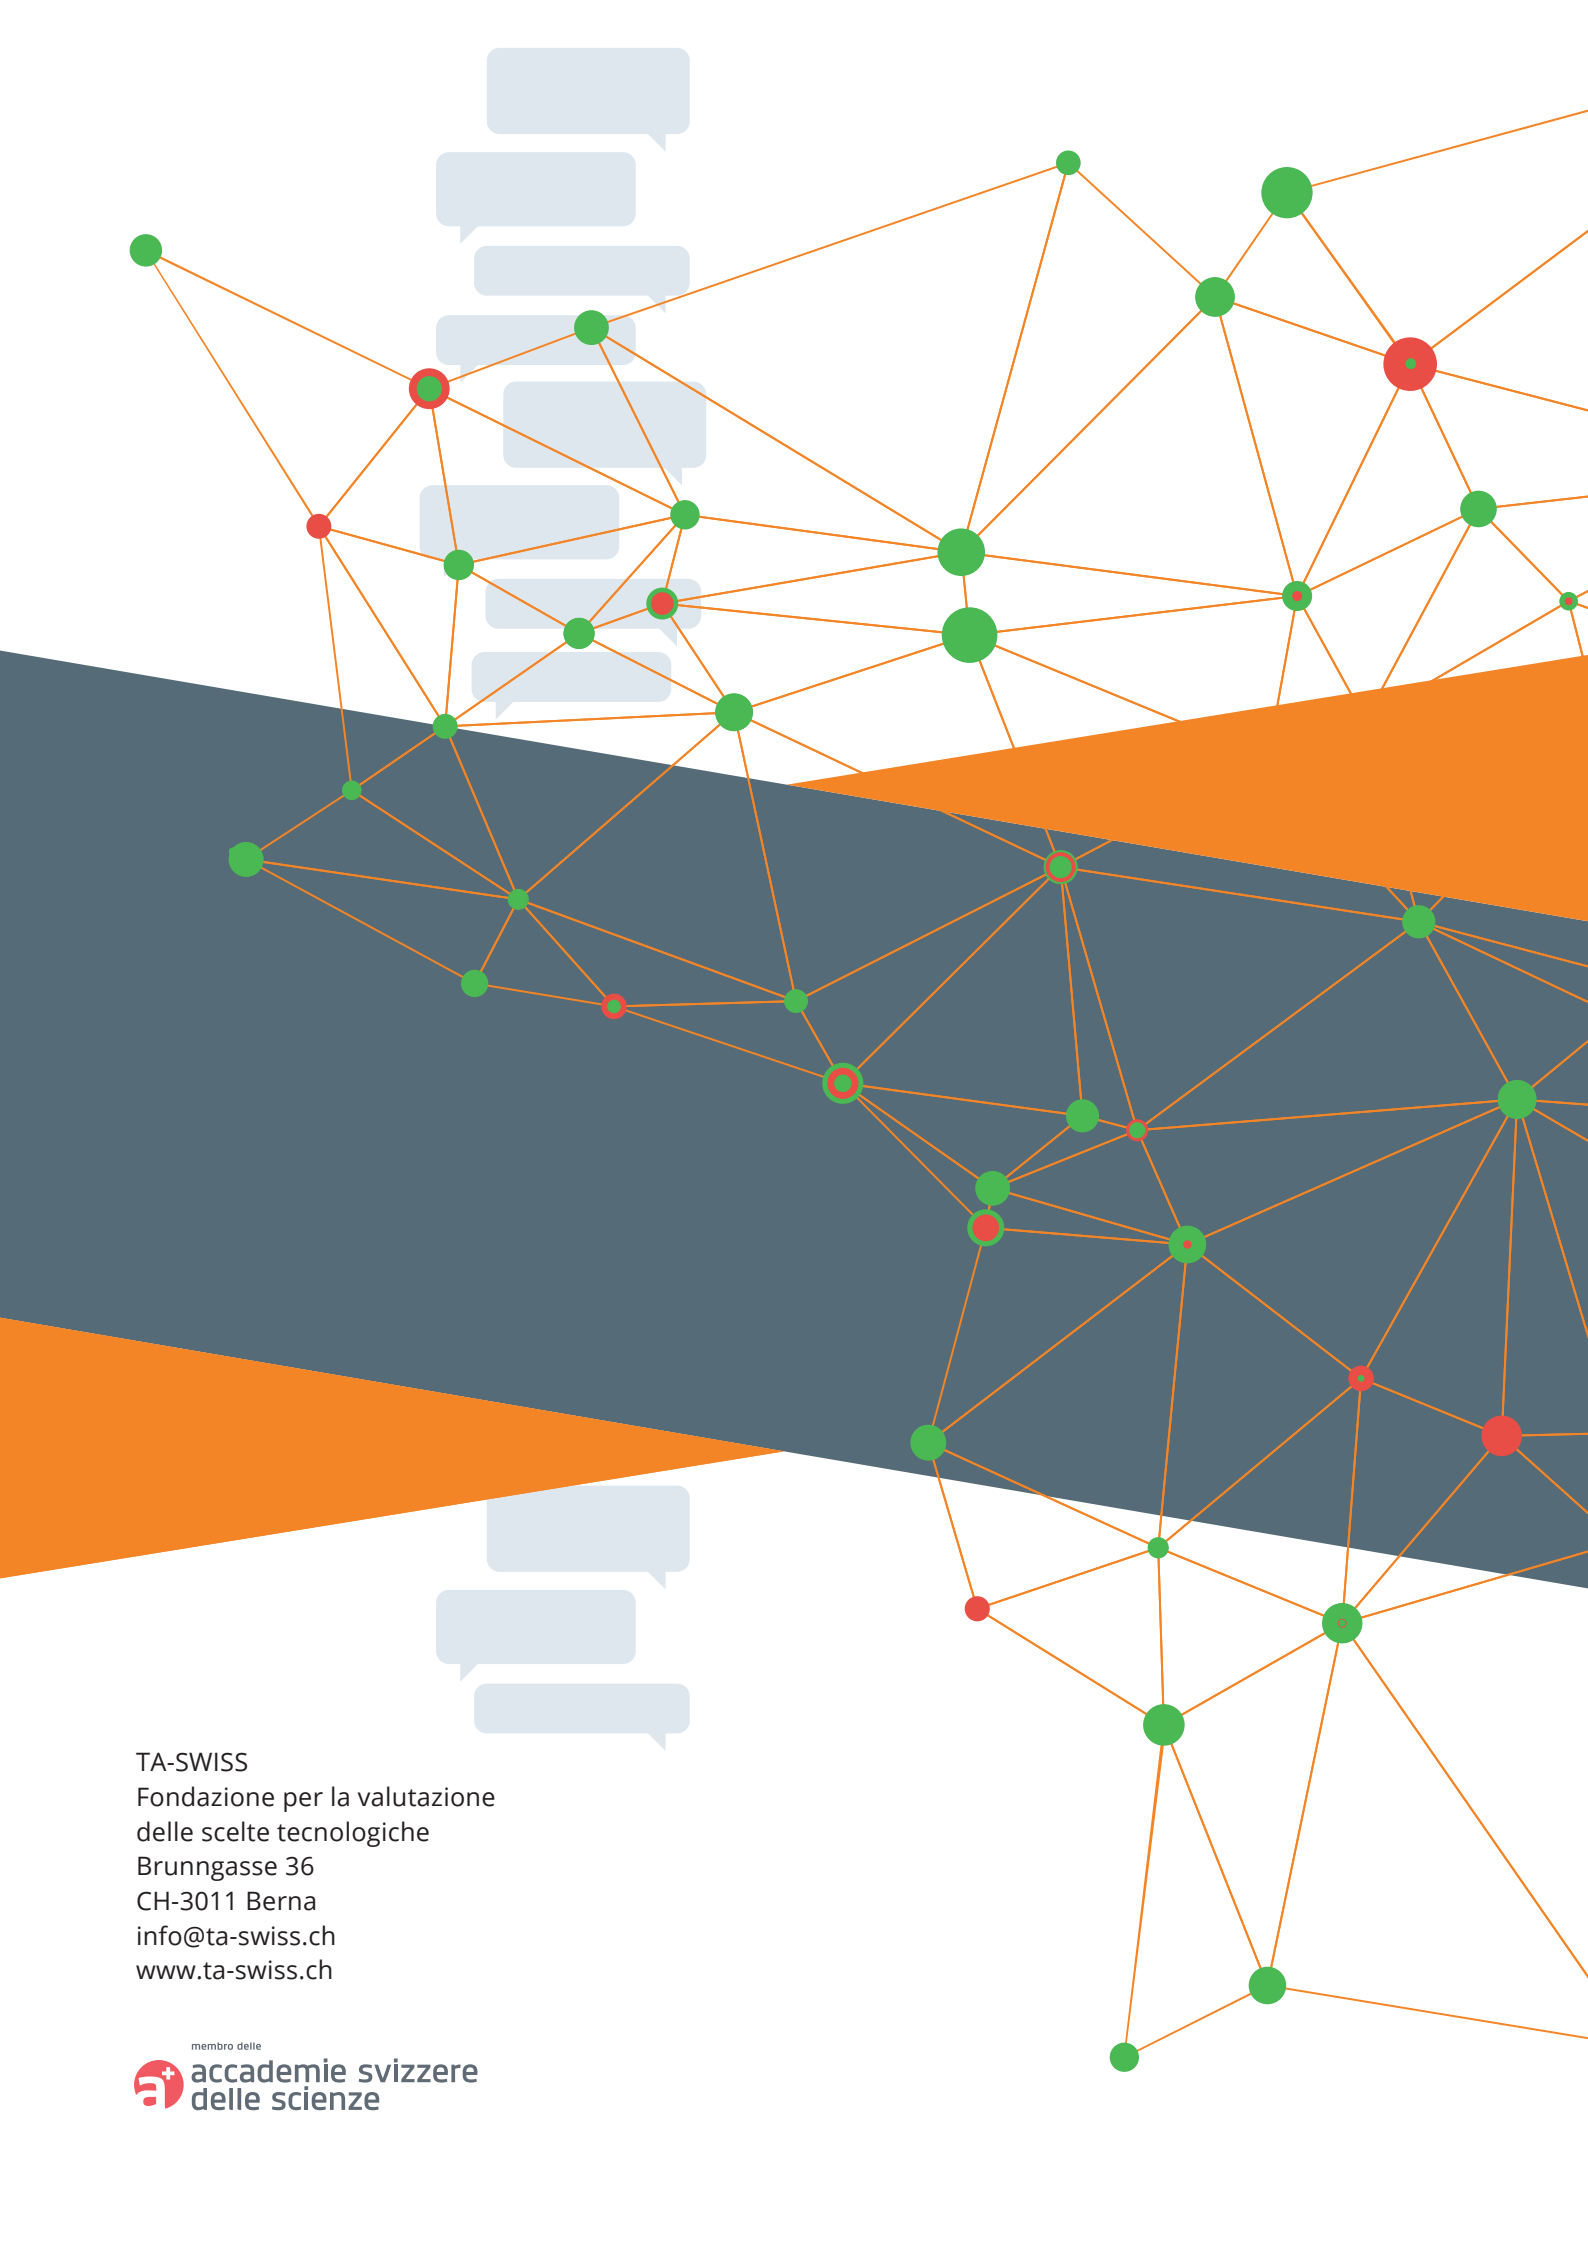 TA-SWISS
Fondazione per la valutazione
delle scelte tecnologiche
Brunngasse 36
CH-3011 Berna
info@ta-swiss.ch
www.ta-swiss.ch
membro delle
a+
accademie svizzere
delle scienze